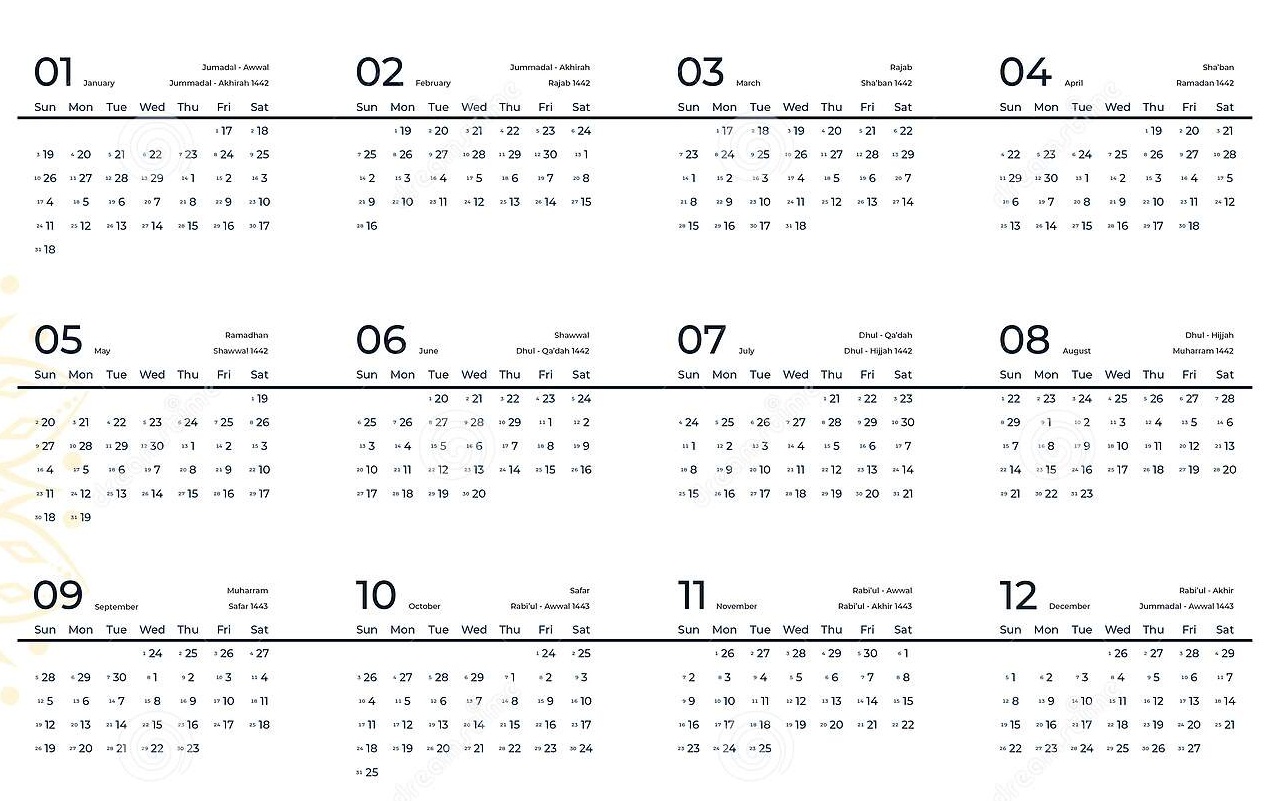 01 January
Jumadal - Awwal
Jummadal - Akhirah 1442
Sun Mon Tue Wed Thu Fri Sat
1 17 2 18
3 19 4 20 5 21 6 22 7 23 8 24 9 25
10 26 11 27 12 28 13 29 14 1 15 2 16 3
17 4 18 5 19 6 20 7 21 8 22 9 23 10
24 11 25 12 26 13 27 14 28 15 29 16 30 17
31 18
02 February
Jummadal - Akhirah
Rajab 1442
Sun Mon Tue Wed Thu Fri Sat
1 19 2 20 3 21 4 22 5 23 6 24
7 25 8 26 9 27 10 28 11 29 12 30 13 1
14 2 15 3 16 4 17 5 18 6 19 7 20 8
21 9 22 10 23 11 24 12 25 13 26 14 27 15
28 16
03 March
Rajab
Sha'ban 1442
Sun Mon Tue Wed Thu Fri Sat
1 17 2 18 3 19 4 20 5 21 6 22
7 23 8 24 9 25 10 26 11 27 12 28 13 29
14 1 15 2 16 3 17 4 18 5 19 6 20 7
21 8 22 9 23 10 24 11 25 12 26 13 27 14
28 15 29 16 30 17 31 18
04 April
Sha'ban
Ramadan 1442
Sun Mon Tue Wed Thu Fri Sat
1 19 2 20 3 21
4 22 5 23 6 24 7 25 8 26 9 27 10 28
11 29 12 30 13 1 14 2 15 3 16 4 17 5
18 6 19 7 20 8 21 9 22 10 23 11 24 12
25 13 26 14 27 15 28 16 29 17 30 18
05 May
Ramadhan
Shawwal 1442
Sun Mon Tue Wed Thu Fri Sat
1 19
2 20 3 21 4 22 5 23 6 24 7 25 8 26
9 27 10 28 11 29 12 30 13 1 14 2 15 3
16 4 17 5 18 6 19 7 20 8 21 9 22 10
23 11 24 12 25 13 26 14 27 15 28 16 29 17
30 18 31 19
06 June
Shawwal
Dhul - Qa'dah 1442
Sun Mon Tue Wed Thu Fri Sat
1 20 2 21 3 22 4 23 5 24
6 25 7 26 8 27 9 28 10 29 11 1 12 2
13 3 14 4 15 5 16 6 17 7 18 8 19 9
20 10 21 11 22 12 23 13 24 14 25 15 26 16
27 17 28 18 29 19 30 20
07 July
Dhul - Qa'dah
Dhul - Hijjah 1442
Sun Mon Tue Wed Thu Fri Sat
1 21 2 22 3 23
4 24 5 25 6 26 7 27 8 28 9 29 10 30
11 1 12 2 13 3 14 4 15 5 16 6 17 7
18 8 19 9 20 10 21 11 22 12 23 13 24 14
25 15 26 16 27 17 28 18 29 19 30 20 31 21
08 August
Dhul - Hijjah
Muharram 1442
Sun Mon Tue Wed Thu Fri Sat
1 22 2 23 3 24 4 25 5 26 6 27 7 28
8 29 9 1 10 2 11 3 12 4 13 5 14 6
15 7 16 8 17 9 18 10 19 11 20 12 21 13
22 14 23 15 24 16 25 17 26 18 27 19 28 20
29 21 30 22 31 23
09 September
Muharram
Safar 1443
Sun Mon Tue Wed Thu Fri Sat
1 24 2 25 3 26 4 27
5 28 6 29 7 30 8 1 9 2 10 3 11 4
12 5 13 6 14 7 15 8 16 9 17 10 18 11
19 12 20 13 21 14 22 15 23 16 24 17 25 18
26 19 27 20 28 21 29 22 30 23
10 October
Safar
Rabi'ul - Awwal 1443
Sun Mon Tue Wed Thu Fri Sat
1 24 2 25
3 26 4 27 5 28 6 29 7 1 8 2 9 3
10 4 11 5 12 6 13 7 14 8 15 9 16 10
17 11 18 12 19 13 20 14 21 15 22 16 23 17
24 18 25 19 26 20 27 21 28 22 29 23 30 24
31 25
11 November
Rabi'ul - Awwal
Rabi'ul - Akhir 1443
Sun Mon Tue Wed Thu Fri Sat
1 26 2 27 3 28 4 29 5 30 6 1
7 2 8 3 9 4 10 5 11 6 12 7 13 8
14 9 15 10 16 11 17 12 18 13 19 14 20 15
21 16 22 17 23 18 24 19 25 20 26 21 27 22
28 23 29 24 30 25
12 December
Rabi'ul - Akhir
Jummadal - Awwal 1443
Sun Mon Tue Wed Thu Fri Sat
1 26 2 27 3 28 4 29
5 1 6 2 7 3 8 4 9 5 10 6 11 7
12 8 13 9 14 10 15 11 16 12 17 13 18 14
19 15 20 16 21 17 22 18 23 19 24 20 25 21
26 22 27 23 28 24 29 25 30 26 31 27